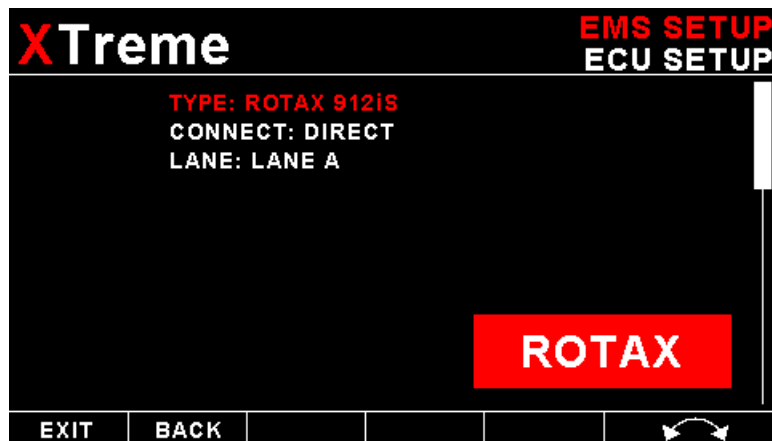 XTreme
EMS SETUP
ECU SETUP
TYPE: ROTAX 912iS
CONNECT: DIRECT
LANE: LANE A
ROTAX
EXIT BACK